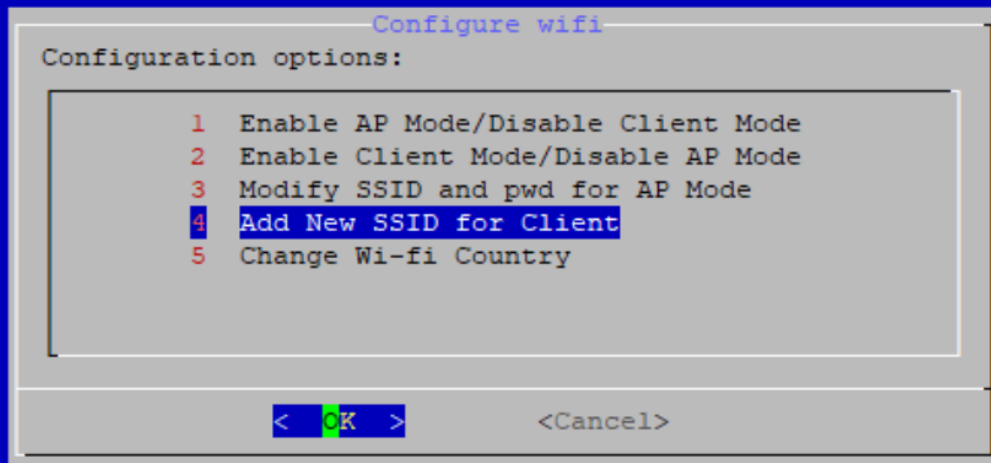 Configure wifi
Configuration options:
1 Enable AP Mode/Disable Client Mode
2 Enable Client Mode/Disable AP Mode
3 Modify SSID and pwd for AP Mode
4 Add New SSID for Client
5 Change Wi-fi Country
< OK > <Cancel>